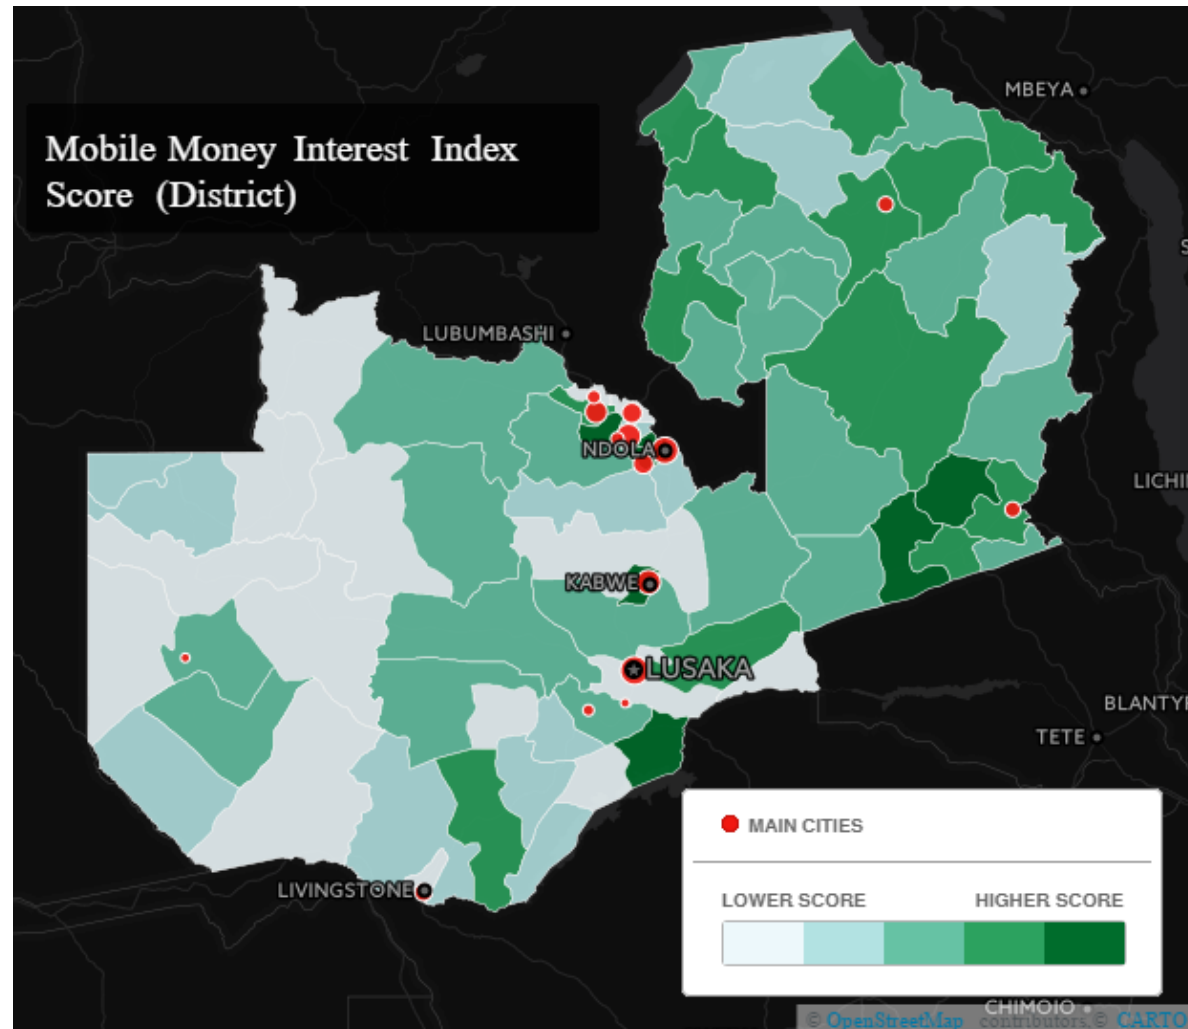 MBEYA
Mobile Money Interest Index
Score (District)
LUBUMBASHI
NDOLA
KABWE
LUSAKA
BLANTY
TETE
MAIN CITIES
LIVINGSTONE
LOWER SCORE
HIGHER SCORE
CHIMOIO
© OpenStreetMap contributors, © CARTO